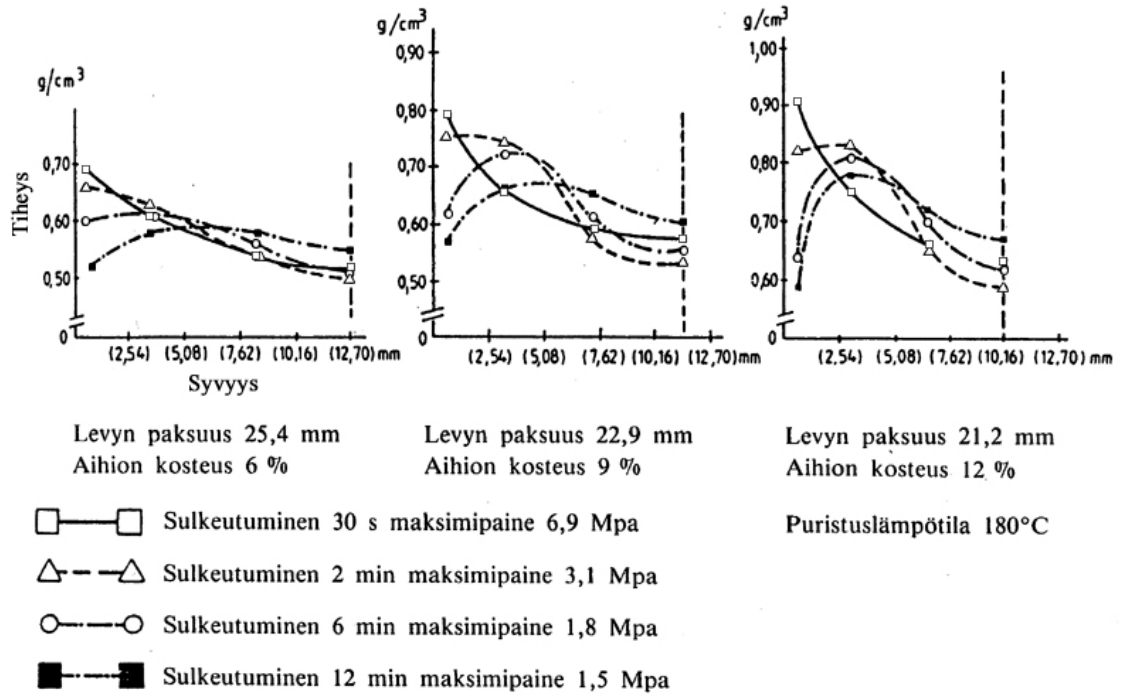 g/cm³
0,70
0,60
0,50
0
Tiheys
(2,54) (5,08) (7,62) (10,16) (12,70) mm
Syvyys
g/cm³
0,90
0,80
0,70
0,60
0,50
0
(2,54) (5,08) (7,62) (10,16) (12,70) mm
g/cm³
1,00
0,90
0,80
0,70
0,60
0
(2,54) (5,08) (7,62) (10,16) (12,70) mm
Levyn paksuus 25,4 mm
Aihion kosteus 6 %
Levyn paksuus 22,9 mm
Aihion kosteus 9 %
Levyn paksuus 21,2 mm
Aihion kosteus 12 %
Sulkeutuminen 30 s maksimipaine 6,9 Mpa
Puristuslämpötila 180°C
Sulkeutuminen 2 min maksimipaine 3,1 Mpa
Sulkeutuminen 6 min maksimipaine 1,8 Mpa
Sulkeutuminen 12 min maksimipaine 1,5 Mpa